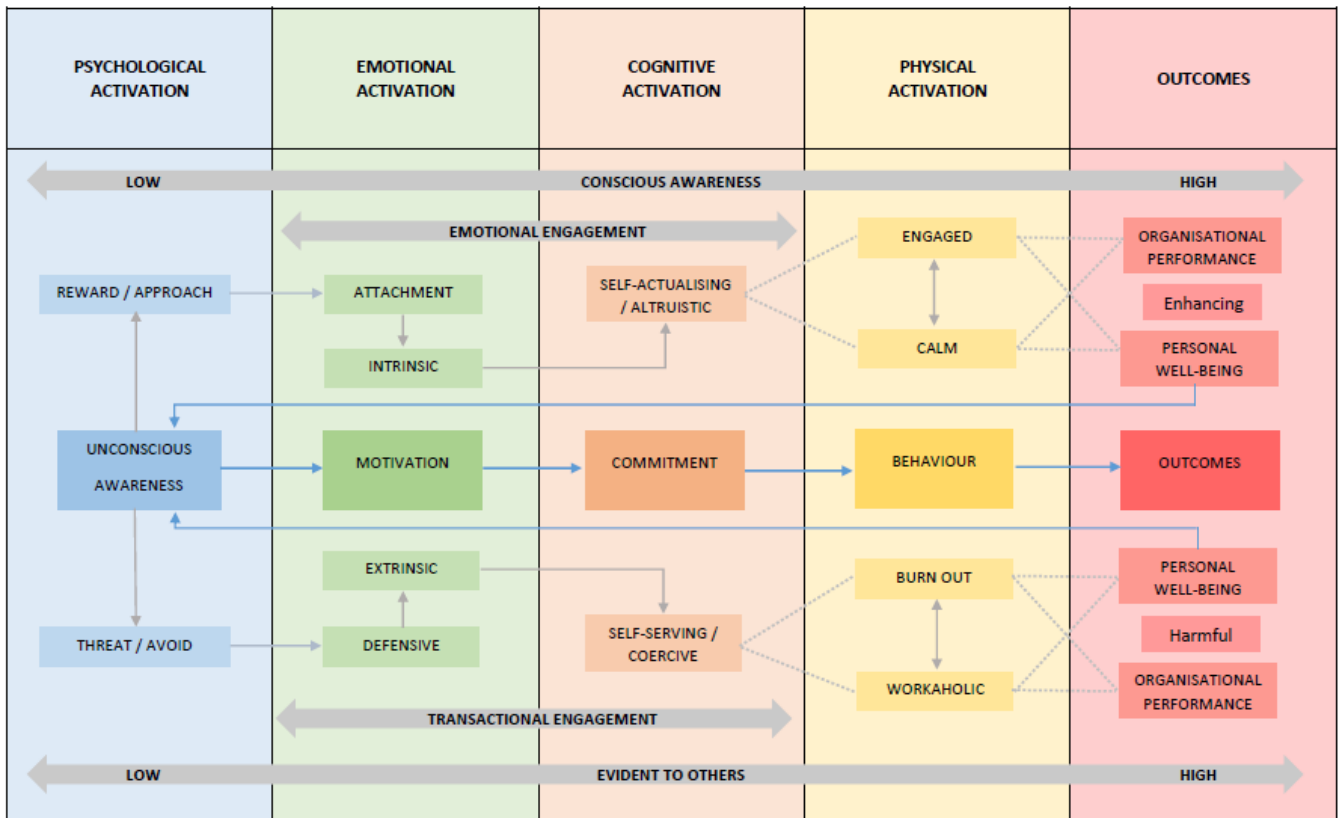 PSYCHOLOGICAL
ACTIVATION
EMOTIONAL
ACTIVATION
COGNITIVE
ACTIVATION
PHYSICAL
ACTIVATION
OUTCOMES
LOW
CONSCIOUS AWARENESS
HIGH
EMOTIONAL ENGAGEMENT
REWARD / APPROACH
ATTACHMENT
INTRINSIC
SELF-ACTUALISING
/ ALTRUISTIC
ENGAGED
CALM
ORGANISATIONAL
PERFORMANCE
Enhancing
PERSONAL
WELL-BEING
UNCONSCIOUS
AWARENESS
MOTIVATION
COMMITMENT
BEHAVIOUR
OUTCOMES
THREAT / AVOID
EXTRINSIC
DEFENSIVE
SELF-SERVING /
COERCIVE
BURN OUT
WORKAHOLIC
PERSONAL
WELL-BEING
Harmful
ORGANISATIONAL
PERFORMANCE
TRANSACTIONAL ENGAGEMENT
LOW
EVIDENT TO OTHERS
HIGH